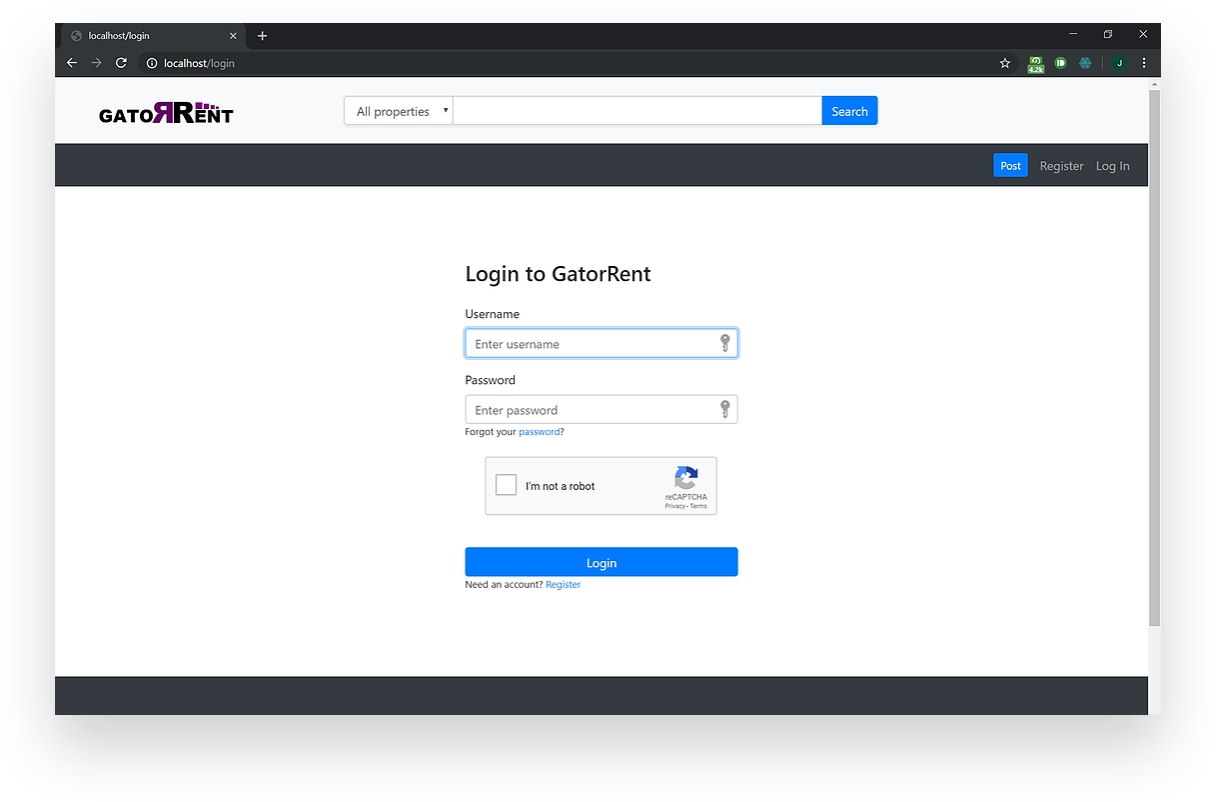 localhost/login
localhost/login
4.2k
J
GATORRENT
All properties
Search
Post
Register
Log In
Login to GatorRent
Username
Enter username
Password
Enter password
Forgot your password?
I'm not a robot
reCAPTCHA
Privacy - Terms
Login
Need an account? Register